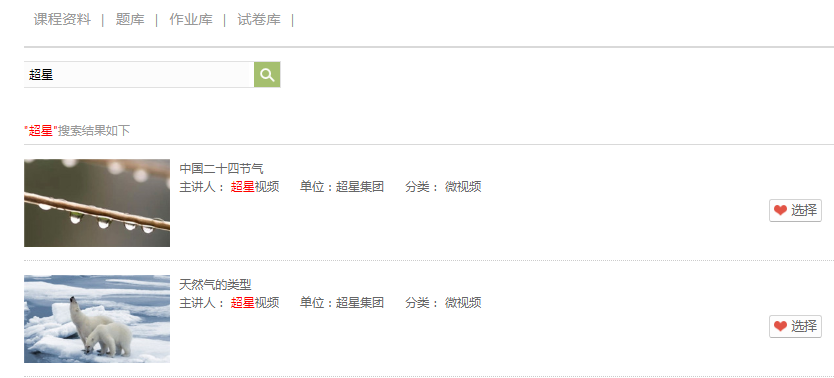 课程资料 | 题库 | 作业库 | 试卷库 |
超星
"超星"搜索结果如下
中国二十四节气
主讲人： 超星视频 单位：超星集团 分类： 微视频
选择
天然气的类型
主讲人： 超星视频 单位：超星集团 分类： 微视频
选择